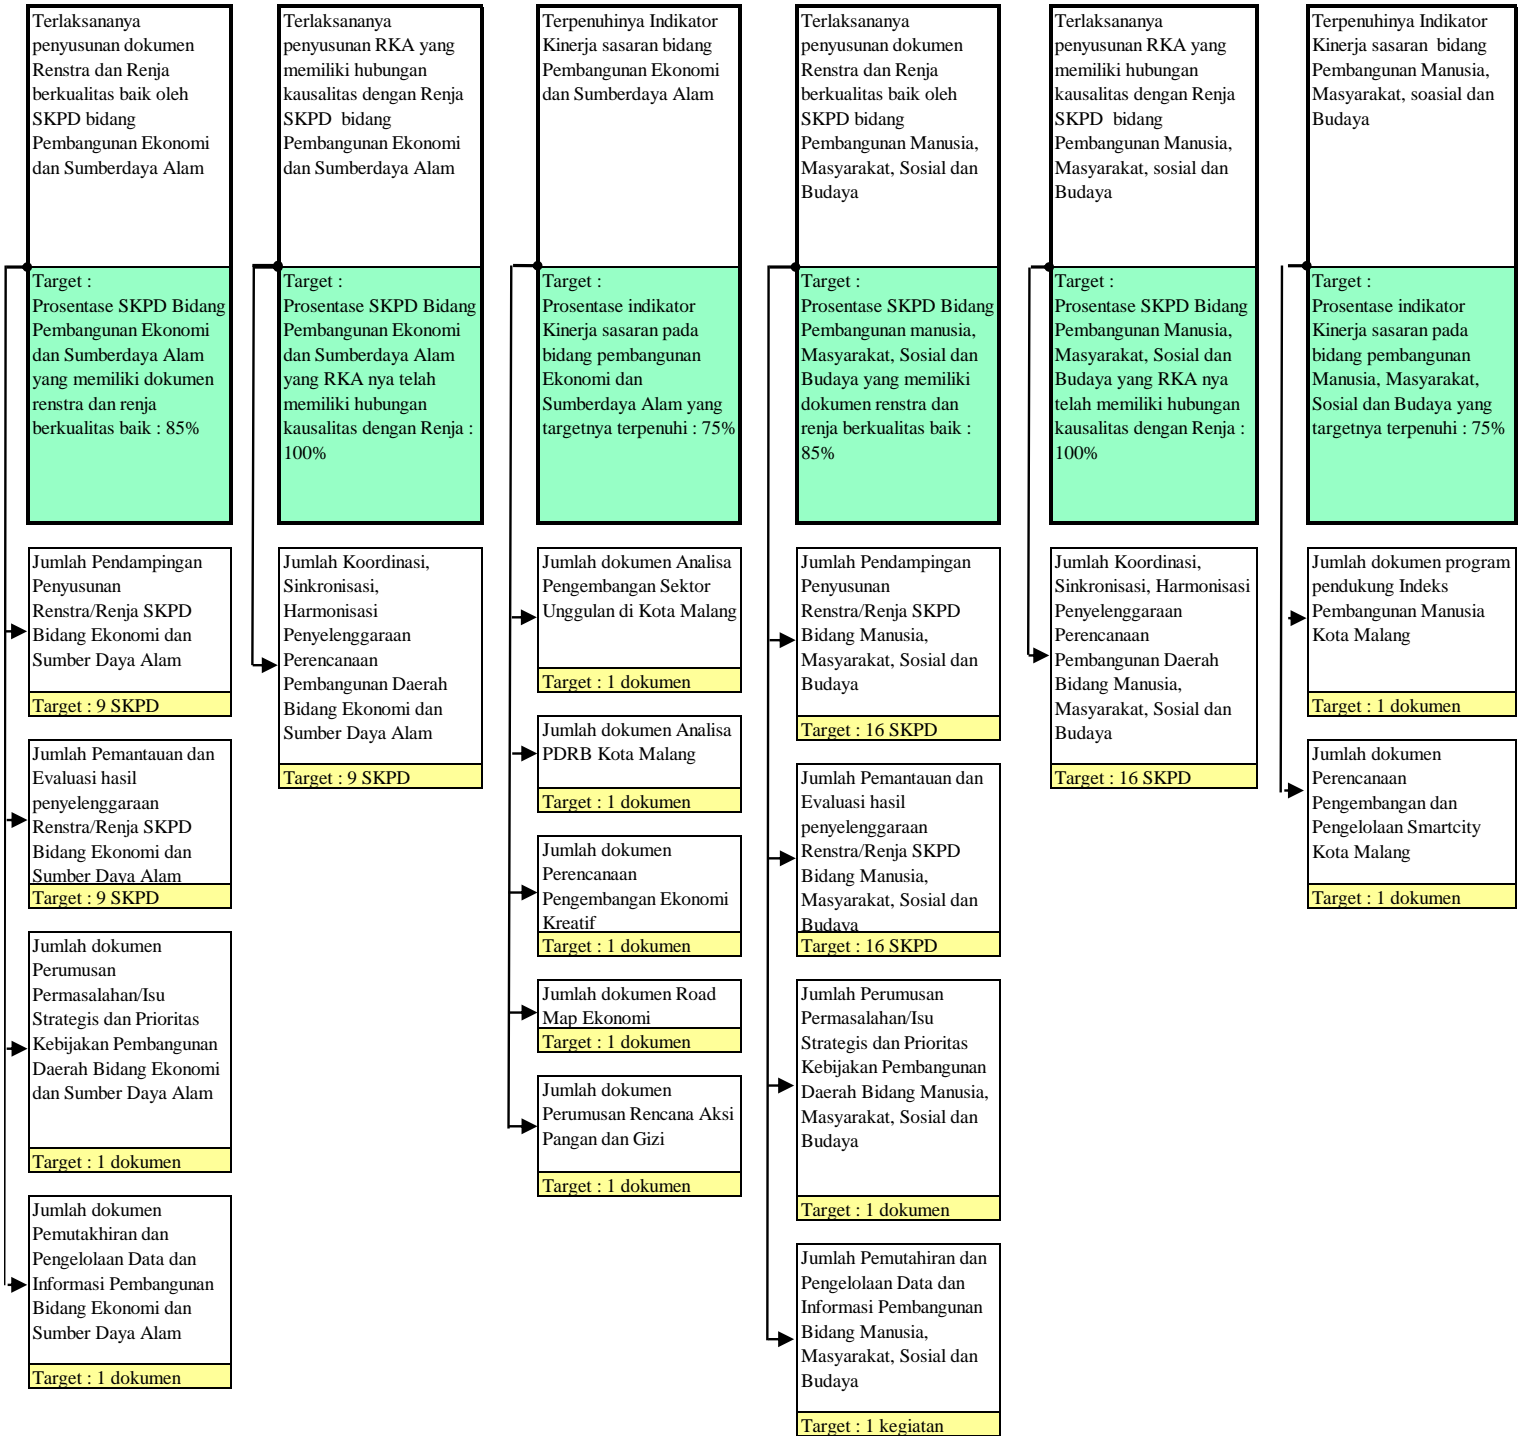 Terlaksananya
penyusunan dokumen
Renstra dan Renja
berkualitas baik oleh
SKPD bidang
Pembangunan Ekonomi
dan Sumberdaya Alam
Target :
Prosentase SKPD Bidang
Pembangunan Ekonomi
dan Sumberdaya Alam
yang memiliki dokumen
renstra dan renja
berkualitas baik : 85%
Jumlah Pendampingan
Penyusunan
Renstra/Renja SKPD
Bidang Ekonomi dan
Sumber Daya Alam
Target : 9 SKPD
Jumlah Pemantauan dan
Evaluasi hasil
penyelenggaraan
Renstra/Renja SKPD
Bidang Ekonomi dan
Sumber Daya Alam
Target : 9 SKPD
Jumlah dokumen
Perumusan
Permasalahan/Isu
Strategis dan Prioritas
Kebijakan Pembangunan
Daerah Bidang Ekonomi
dan Sumber Daya Alam
Target : 1 dokumen
Jumlah dokumen
Pemutakhiran dan
Pengelolaan Data dan
Informasi Pembangunan
Bidang Ekonomi dan
Sumber Daya Alam
Target : 1 dokumen
Terlaksananya
penyusunan RKA yang
memiliki hubungan
kausalitas dengan Renja
SKPD  bidang
Pembangunan Ekonomi
dan Sumberdaya Alam
Target :
Prosentase SKPD Bidang
Pembangunan Ekonomi
dan Sumberdaya Alam
yang RKA nya telah
memiliki hubungan
kausalitas dengan Renja :
100%
Jumlah Koordinasi,
Sinkronisasi,
Harmonisasi
Penyelenggaraan
Perencanaan
Pembangunan Daerah
Bidang Ekonomi dan
Sumber Daya Alam
Target : 9 SKPD
Terpenuhinya Indikator
Kinerja sasaran bidang
Pembangunan Ekonomi
dan Sumberdaya Alam
Target :
Prosentase indikator
Kinerja sasaran pada
bidang pembangunan
Ekonomi dan
Sumberdaya Alam yang
targetnya terpenuhi : 75%
Jumlah dokumen Analisa
Pengembangan Sektor
Unggulan di Kota Malang
Target : 1 dokumen
Jumlah dokumen Analisa
PDRB Kota Malang
Target : 1 dokumen
Jumlah dokumen
Perencanaan
Pengembangan Ekonomi
Kreatif
Target : 1 dokumen
Jumlah dokumen Road
Map Ekonomi
Target : 1 dokumen
Jumlah dokumen
Perumusan Rencana Aksi
Pangan dan Gizi
Target : 1 dokumen
Terlaksananya
penyusunan dokumen
Renstra dan Renja
berkualitas baik oleh
SKPD bidang
Pembangunan Manusia,
Masyarakat, Sosial dan
Budaya
Target :
Prosentase SKPD Bidang
Pembangunan manusia,
Masyarakat, Sosial dan
Budaya yang memiliki
dokumen renstra dan
renja berkualitas baik :
85%
Jumlah Pendampingan
Penyusunan
Renstra/Renja SKPD
Bidang Manusia,
Masyarakat, Sosial dan
Budaya
Target : 16 SKPD
Jumlah Pemantauan dan
Evaluasi hasil
penyelenggaraan
Renstra/Renja SKPD
Bidang Manusia,
Masyarakat, Sosial dan
Budaya
Target : 16 SKPD
Jumlah Perumusan
Permasalahan/Isu
Strategis dan Prioritas
Kebijakan Pembangunan
Daerah Bidang Manusia,
Masyarakat, Sosial dan
Budaya
Target : 1 dokumen
Jumlah Pemutahiran dan
Pengelolaan Data dan
Informasi Pembangunan
Bidang Manusia,
Masyarakat, Sosial dan
Budaya
Target : 1 kegiatan
Terlaksananya
penyusunan RKA yang
memiliki hubungan
kausalitas dengan Renja
SKPD  bidang
Pembangunan Manusia,
Masyarakat, sosial dan
Budaya
Target :
Prosentase SKPD Bidang
Pembangunan Manusia,
Masyarakat, Sosial dan
Budaya yang RKA nya
telah memiliki hubungan
kausalitas dengan Renja :
100%
Jumlah Koordinasi,
Sinkronisasi, Harmonisasi
Penyelenggaraan
Perencanaan
Pembangunan Daerah
Bidang Manusia,
Masyarakat, Sosial dan
Budaya
Target : 16 SKPD
Terpenuhinya Indikator
Kinerja sasaran  bidang
Pembangunan Manusia,
Masyarakat, soasial dan
Budaya
Target :
Prosentase indikator
Kinerja sasaran pada
bidang pembangunan
Manusia, Masyarakat,
Sosial dan Budaya yang
targetnya terpenuhi : 75%
Jumlah dokumen program
pendukung Indeks
Pembangunan Manusia
Kota Malang
Target : 1 dokumen
Jumlah dokumen
Perencanaan
Pengembangan dan
Pengelolaan Smartcity
Kota Malang
Target : 1 dokumen